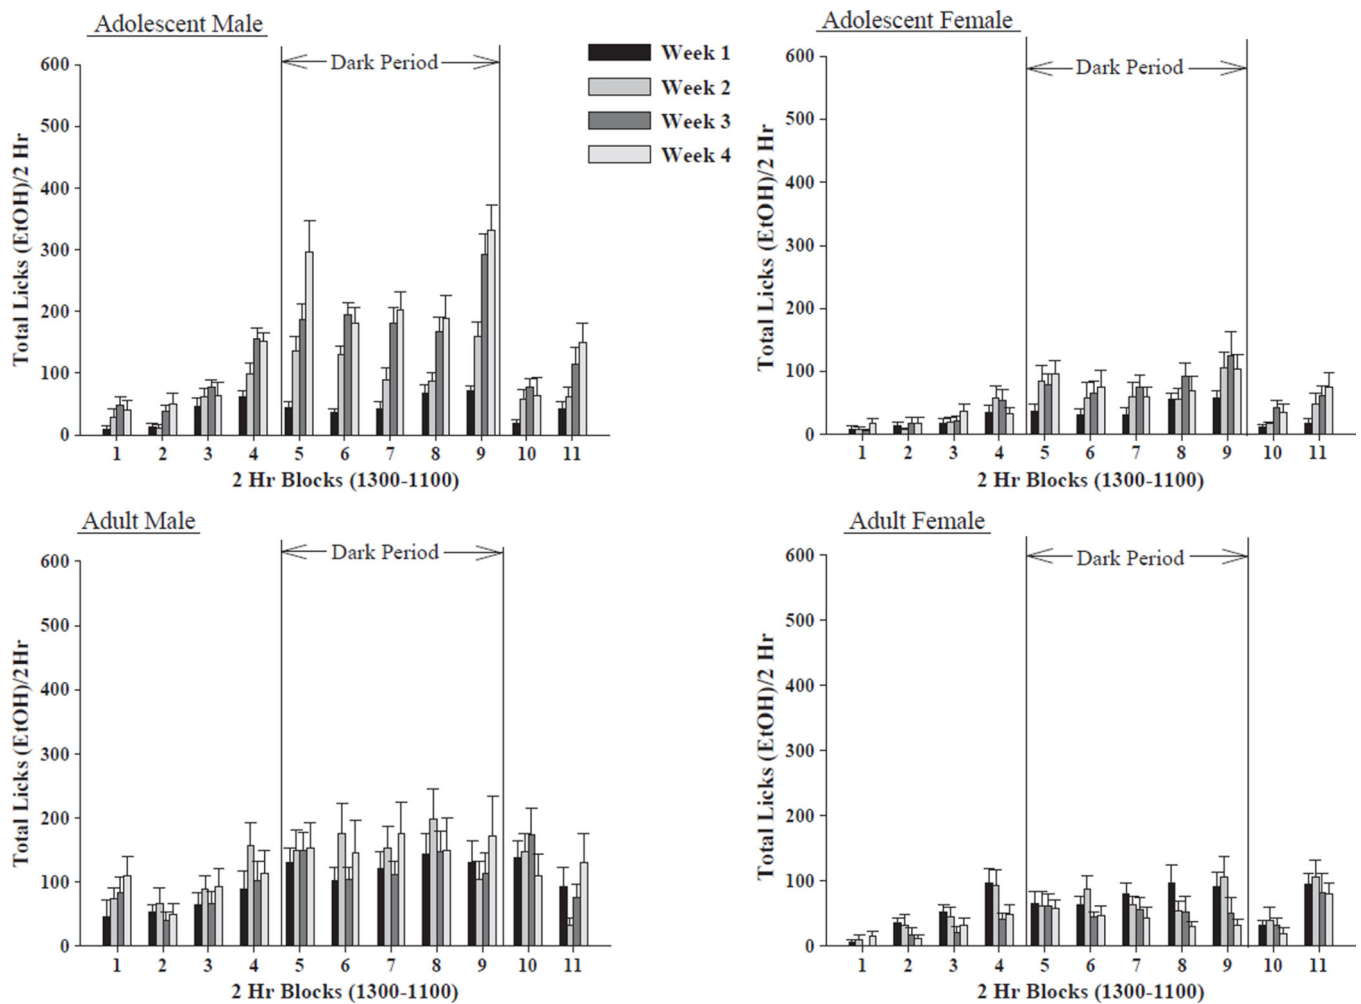 Adolescent Male
Dark Period
600
500
400
300
200
100
0
Total Licks (EtOH)/2 Hr
1 2 3 4 5 6 7 8 9 10 11
2 Hr Blocks (1300-1100)
Week 1
Week 2
Week 3
Week 4
Adolescent Female
Dark Period
600
500
400
300
200
100
0
Total Licks (EtOH)/2 Hr
1 2 3 4 5 6 7 8 9 10 11
2 Hr Blocks (1300-1100)
Adult Male
Dark Period
600
500
400
300
200
100
0
Total Licks (EtOH)/2Hr
1 2 3 4 5 6 7 8 9 10 11
2 Hr Blocks (1300-1100)
Adult Female
Dark Period
600
500
400
300
200
100
0
Total Licks (EtOH)/2 Hr
1 2 3 4 5 6 7 8 9 10 11
2 Hr Blocks (1300-1100)